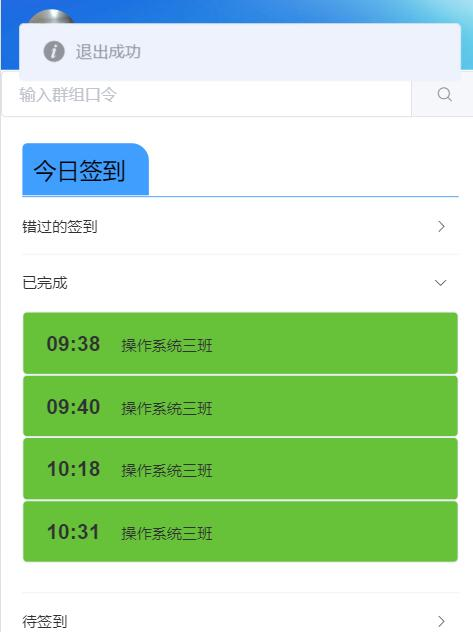 退出成功
输入群组口令
今日签到
错过的签到
已完成
09:38 操作系统三班
09:40 操作系统三班
10:18 操作系统三班
10:31 操作系统三班
待签到